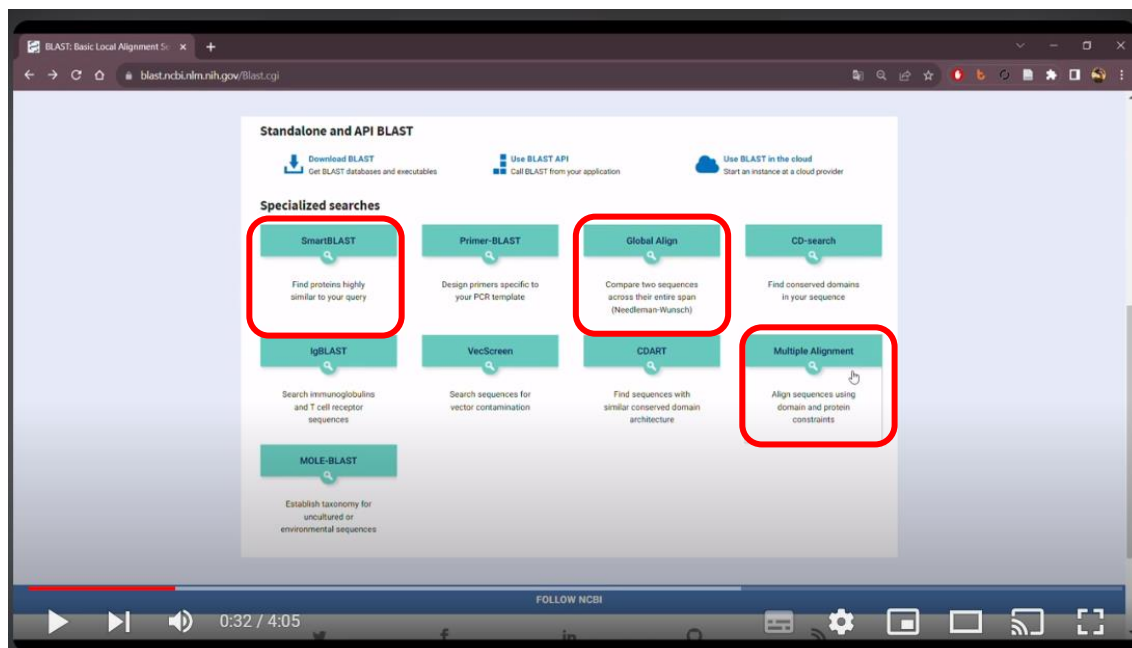 BLAST: Basic Local Alignment Se
blast.ncbi.nlm.nih.gov/Blast.cgi
Standalone and API BLAST
Download BLAST
Get BLAST databases and executables
Use BLAST API
Call BLAST from your application
Use BLAST in the cloud
Start an instance at a cloud provider
Specialized searches
SmartBLAST
Find proteins highly
similar to your query
Primer-BLAST
Design primers specific to
your PCR template
Global Align
Compare two sequences
across their entire span
(Needleman-Wunsch)
CD-search
Find conserved domains
in your sequence
IgBLAST
Search immunoglobulins
and T cell receptor
sequences
VecScreen
Search sequences for
vector contamination
CDART
Find sequences with
similar conserved domain
architecture
Multiple Alignment
Align sequences using
domain and protein
constraints
MOLE-BLAST
Establish taxonomy for
uncultured or
environmental sequences
FOLLOW NCBI
0:32 / 4:05